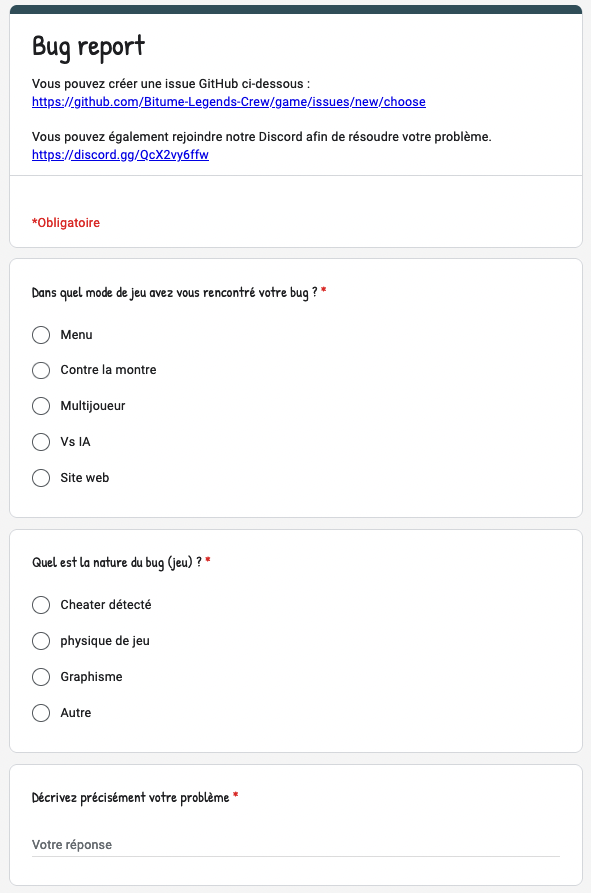 Bug report
Vous pouvez créer une issue GitHub ci-dessous :
https://github.com/Bitume-Legends-Crew/game/issues/new/choose
Vous pouvez également rejoindre notre Discord afin de résoudre votre problème.
https://discord.gg/QcX2vy6ffw
*Obligatoire
Dans quel mode de jeu avez vous rencontré votre bug ? *
Menu
Contre la montre
Multijoueur
Vs IA
Site web
Quel est la nature du bug (jeu) ? *
Cheater détecté
physique de jeu
Graphisme
Autre
Décrivez précisément votre problème *
Votre réponse